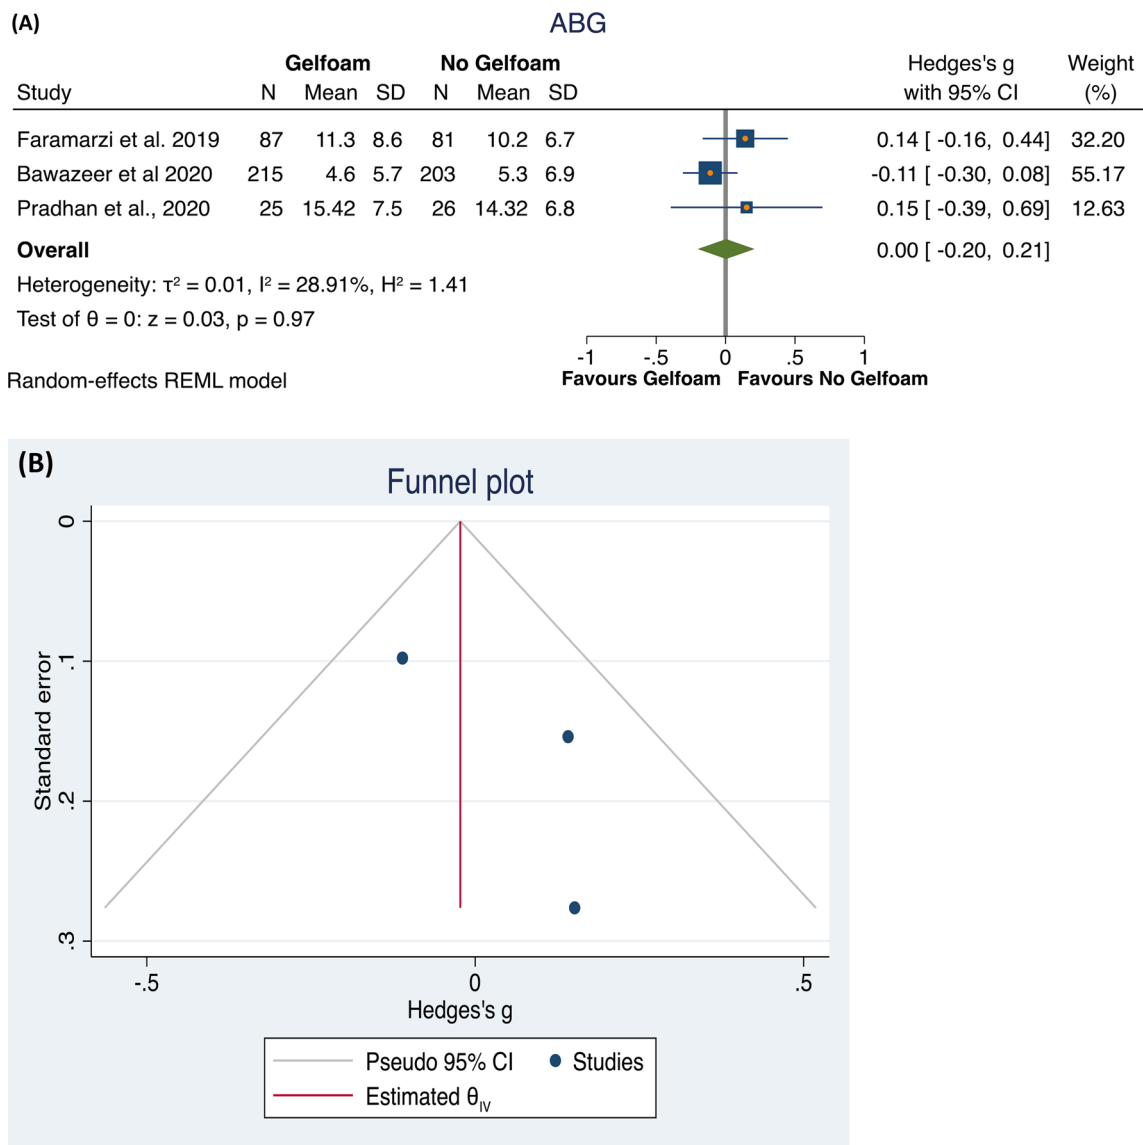 (A)
ABG
Gelfoam No Gelfoam Hedges's g Weight
Study N Mean SD N Mean SD with 95% CI (%)
Faramarzi et al. 2019 87 11.3 8.6 81 10.2 6.7 0.14 [ -0.16, 0.44] 32.20
Bawazeer et al 2020 215 4.6 5.7 203 5.3 6.9 -0.11 [ -0.30, 0.08] 55.17
Pradhan et al., 2020 25 15.42 7.5 26 14.32 6.8 0.15 [ -0.39, 0.69] 12.63
Overall 0.00 [ -0.20, 0.21]
Heterogeneity: τ² = 0.01, I² = 28.91%, H² = 1.41
Test of θ = 0: z = 0.03, p = 0.97
-1 -.5 0 .5 1
Favours Gelfoam Favours No Gelfoam
Random-effects REML model
(B)
Funnel plot
Standard error
0
.1
.2
.3
-.5 0 .5
Hedges's g
Pseudo 95% CI Studies
Estimated θIV